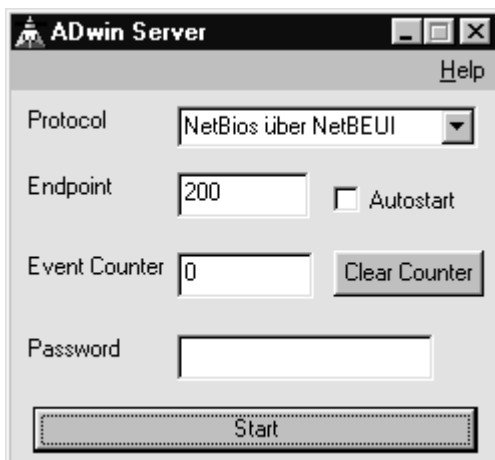 ADwin Server
Help
Protocol NetBios über NetBEUI
Endpoint 200 Autostart
Event Counter 0 Clear Counter
Password
Start